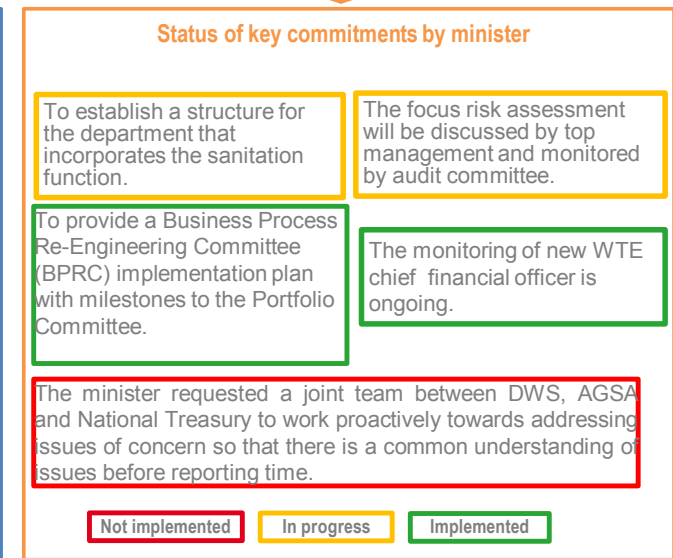 Status of key commitments by minister
To establish a structure for
the department that
incorporates the sanitation
function.
The focus risk assessment
will be discussed by top
management and monitored
by audit committee.
To provide a Business Process
Re-Engineering Committee
(BPRC) implementation plan
with milestones to the Portfolio
Committee.
The monitoring of new WTE
chief financial officer is
ongoing.
The minister requested a joint team between DWS, AGSA
and National Treasury to work proactively towards addressing
issues of concern so that there is a common understanding of
issues before reporting time.
Not implemented
In progress
Implemented